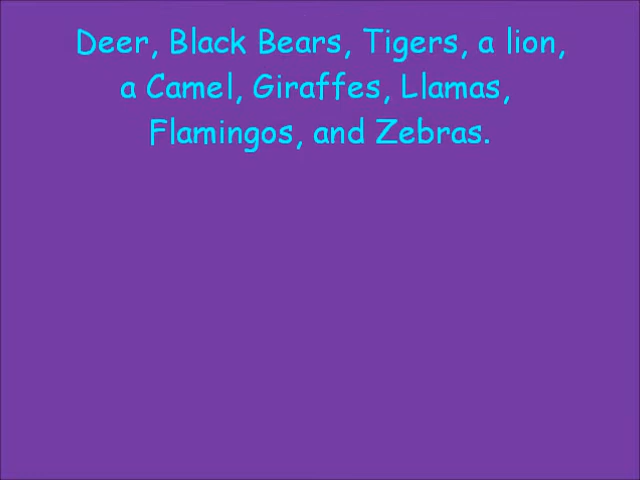 Deer, Black Bears, Tigers, a lion,
a Camel, Giraffes, Llamas,
Flamingos, and Zebras.